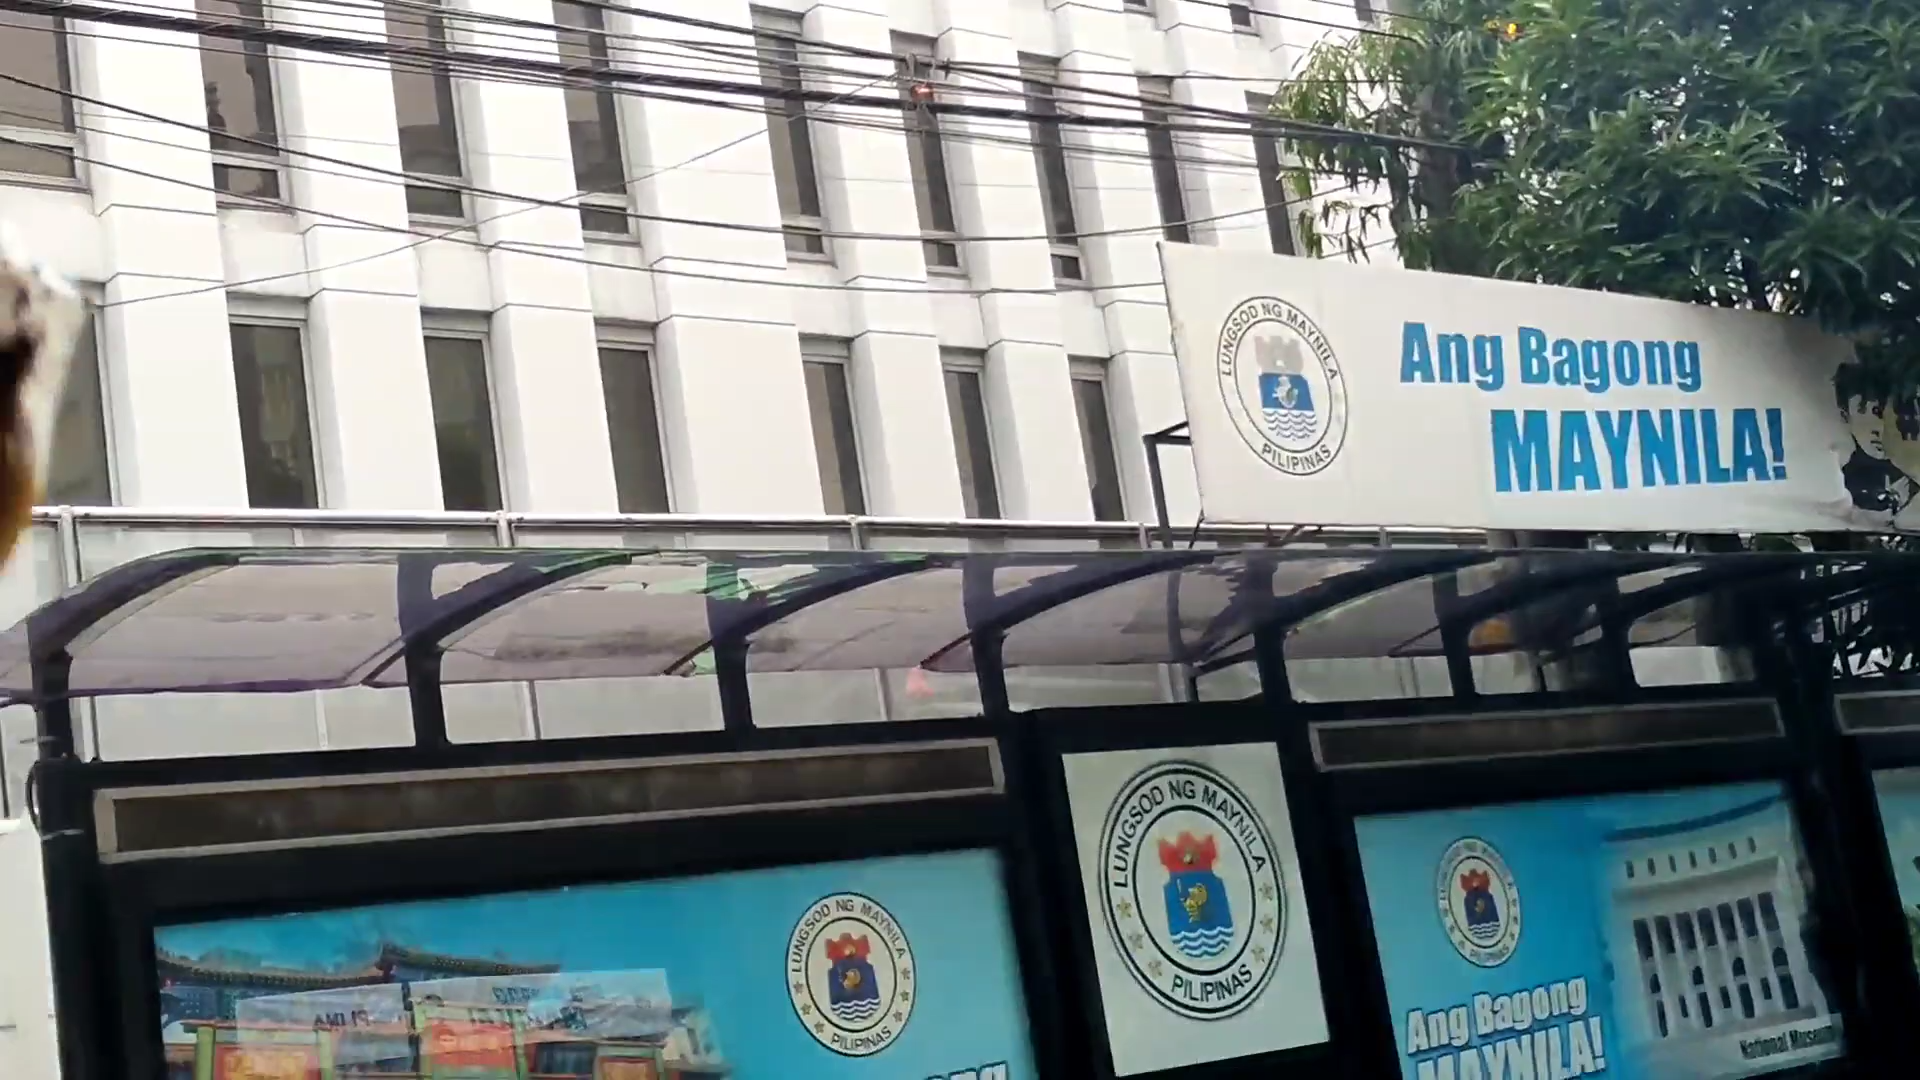 LUNGSOD NG MAYNILA
PILIPINAS
Ang Bagong
MAYNILA!
LUNGSOD NG MAYNILA
PILIPINAS
LUNGSOD NG MAYNILA
PILIPINAS
LUNGSOD NG MAYNILA
PILIPINAS
Ang Bagong
MAYNILA!
National Museum